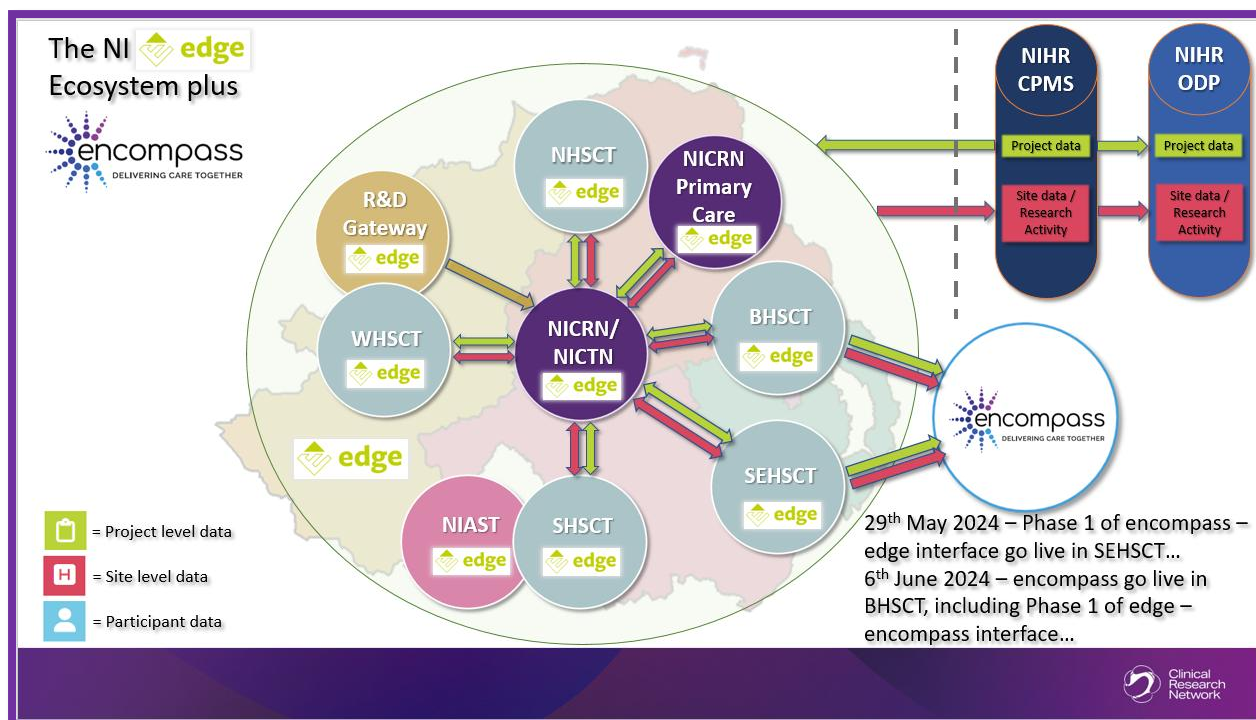 The NI edge
Ecosystem plus
encompass
DELIVERING CARE TOGETHER
NIHR
CPMS
Project data
Site data /
Research
Activity
NIHR
ODP
Project data
Site data /
Research
Activity
NHSCT
edge
NICRN
Primary
Care
edge
R&D
Gateway
edge
WHSCT
edge
NICRN/
NICTN
edge
BHSCT
edge
encompass
DELIVERING CARE TOGETHER
edge
SEHSCT
edge
NIAST
edge
SHSCT
edge
= Project level data
H = Site level data
= Participant data
29th May 2024 – Phase 1 of encompass –
edge interface go live in SEHSCT...
6th June 2024 – encompass go live in
BHSCT, including Phase 1 of edge –
encompass interface...
Clinical
Research
Network